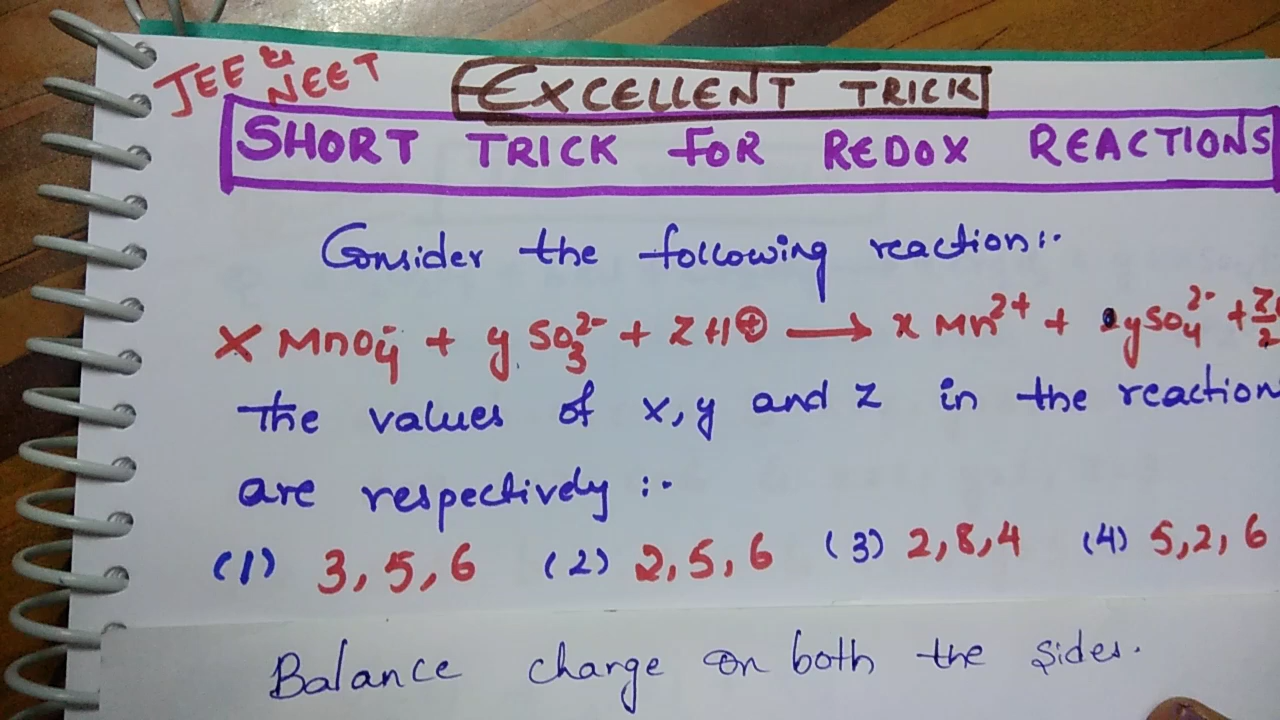 JEE & NEET
EXCELLENT TRICK
SHORT TRICK FOR REDOX REACTIONS
Consider the following reaction:-
x MnO₄⁻ + y SO₃²⁻ + z H⊕ ⟶ x Mn²⁺ + y SO₄²⁻ + z/2
The values of x, y and z in the reaction
are respectively :-
(1) 3, 5, 6 (2) 2, 5, 6 (3) 2, 8, 4 (4) 5, 2, 6
Balance charge on both the sides.